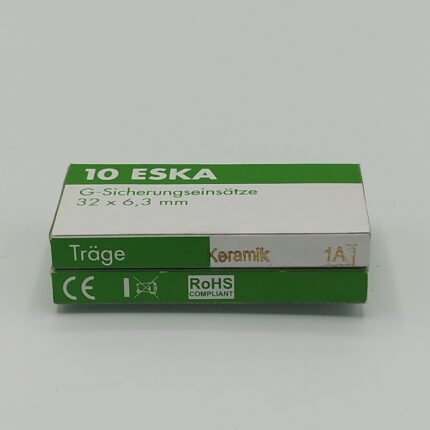 10 ESKA
G-Sicherungseinsätze
32 x 6,3 mm
Träge Keramik 1A
CE RoHS
COMPLIANT